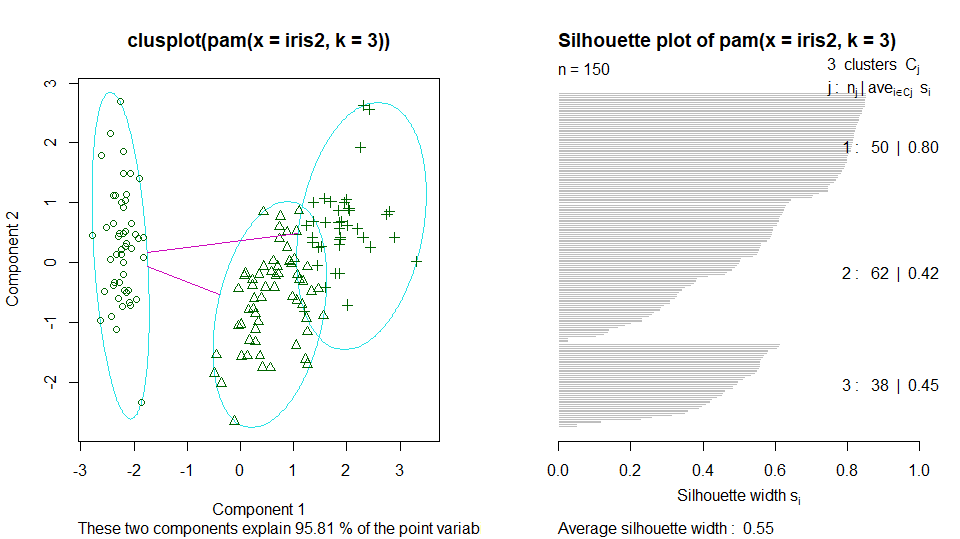 clusplot(pam(x = iris2, k = 3))
3
2
1
0
-1
-2
Component 2
-3
-2
-1
0
1
2
3
Component 1
These two components explain 95.81 % of the point variab
Silhouette plot of pam(x = iris2, k = 3)
n = 150
3 clusters Cj
j : nj | avei∈Cj si
1 : 50 | 0.80
2 : 62 | 0.42
3 : 38 | 0.45
0.0
0.2
0.4
0.6
0.8
1.0
Silhouette width si
Average silhouette width : 0.55